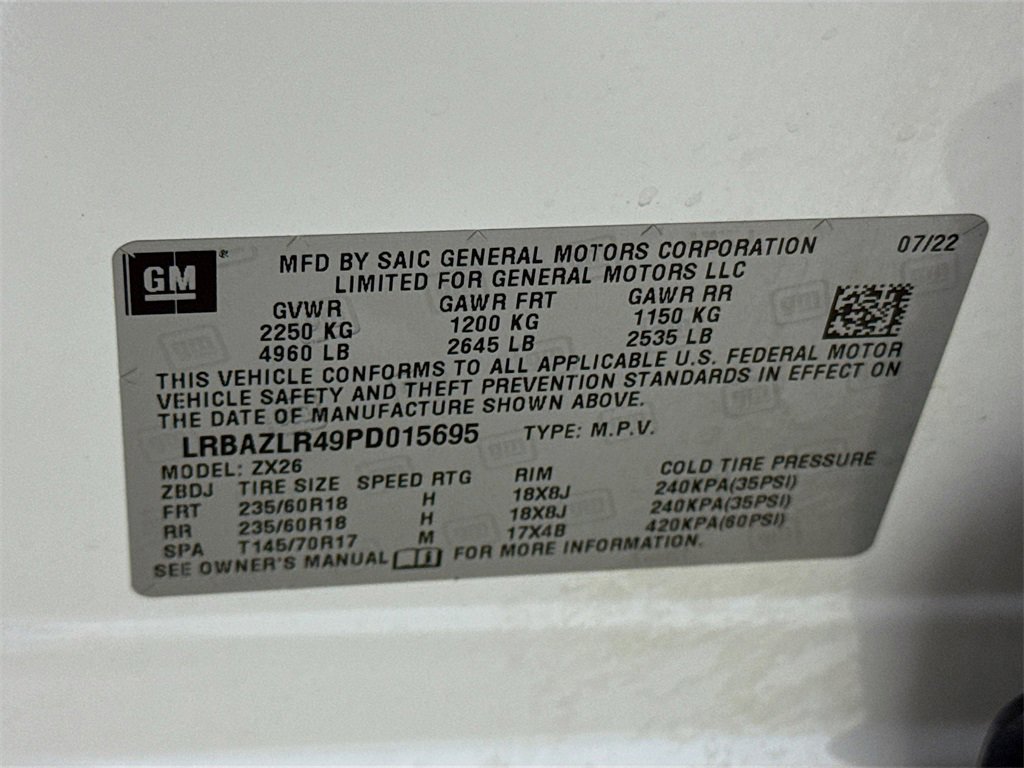 GM
MFD BY SAIC GENERAL MOTORS CORPORATION 07/22
LIMITED FOR GENERAL MOTORS LLC
GVWR GAWR FRT GAWR RR
2250 KG 1200 KG 1150 KG
4960 LB 2645 LB 2535 LB
THIS VEHICLE CONFORMS TO ALL APPLICABLE U.S. FEDERAL MOTOR
VEHICLE SAFETY AND THEFT PREVENTION STANDARDS IN EFFECT ON
THE DATE OF MANUFACTURE SHOWN ABOVE.
LRBAZLR49PD015695 TYPE: M.P.V.
MODEL: ZX26
ZBDJ TIRE SIZE SPEED RTG RIM COLD TIRE PRESSURE
FRT 235/60R18 H 18X8J 240KPA(35PSI)
RR 235/60R18 H 18X8J 240KPA(35PSI)
SPA T145/70R17 M 17X4B 420KPA(60PSI)
SEE OWNER'S MANUAL FOR MORE INFORMATION.